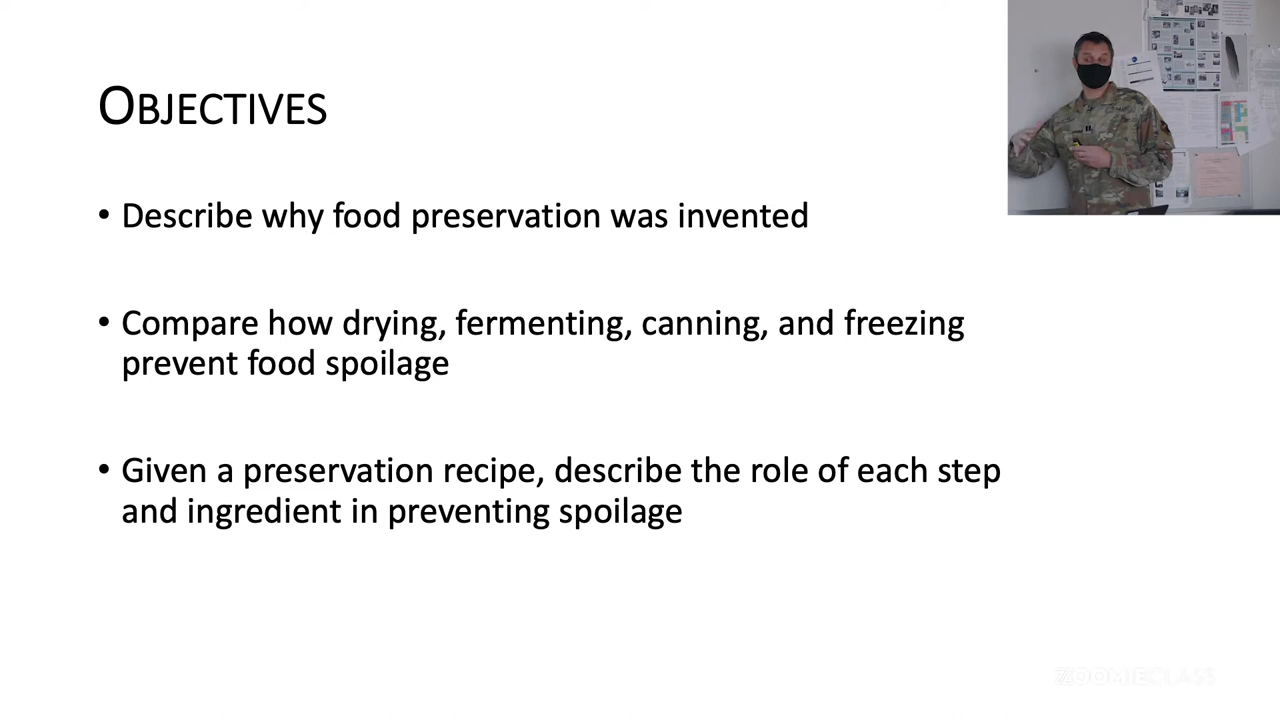 OBJECTIVES
• Describe why food preservation was invented
• Compare how drying, fermenting, canning, and freezing
prevent food spoilage
• Given a preservation recipe, describe the role of each step
and ingredient in preventing spoilage
ZOOMIECLASS